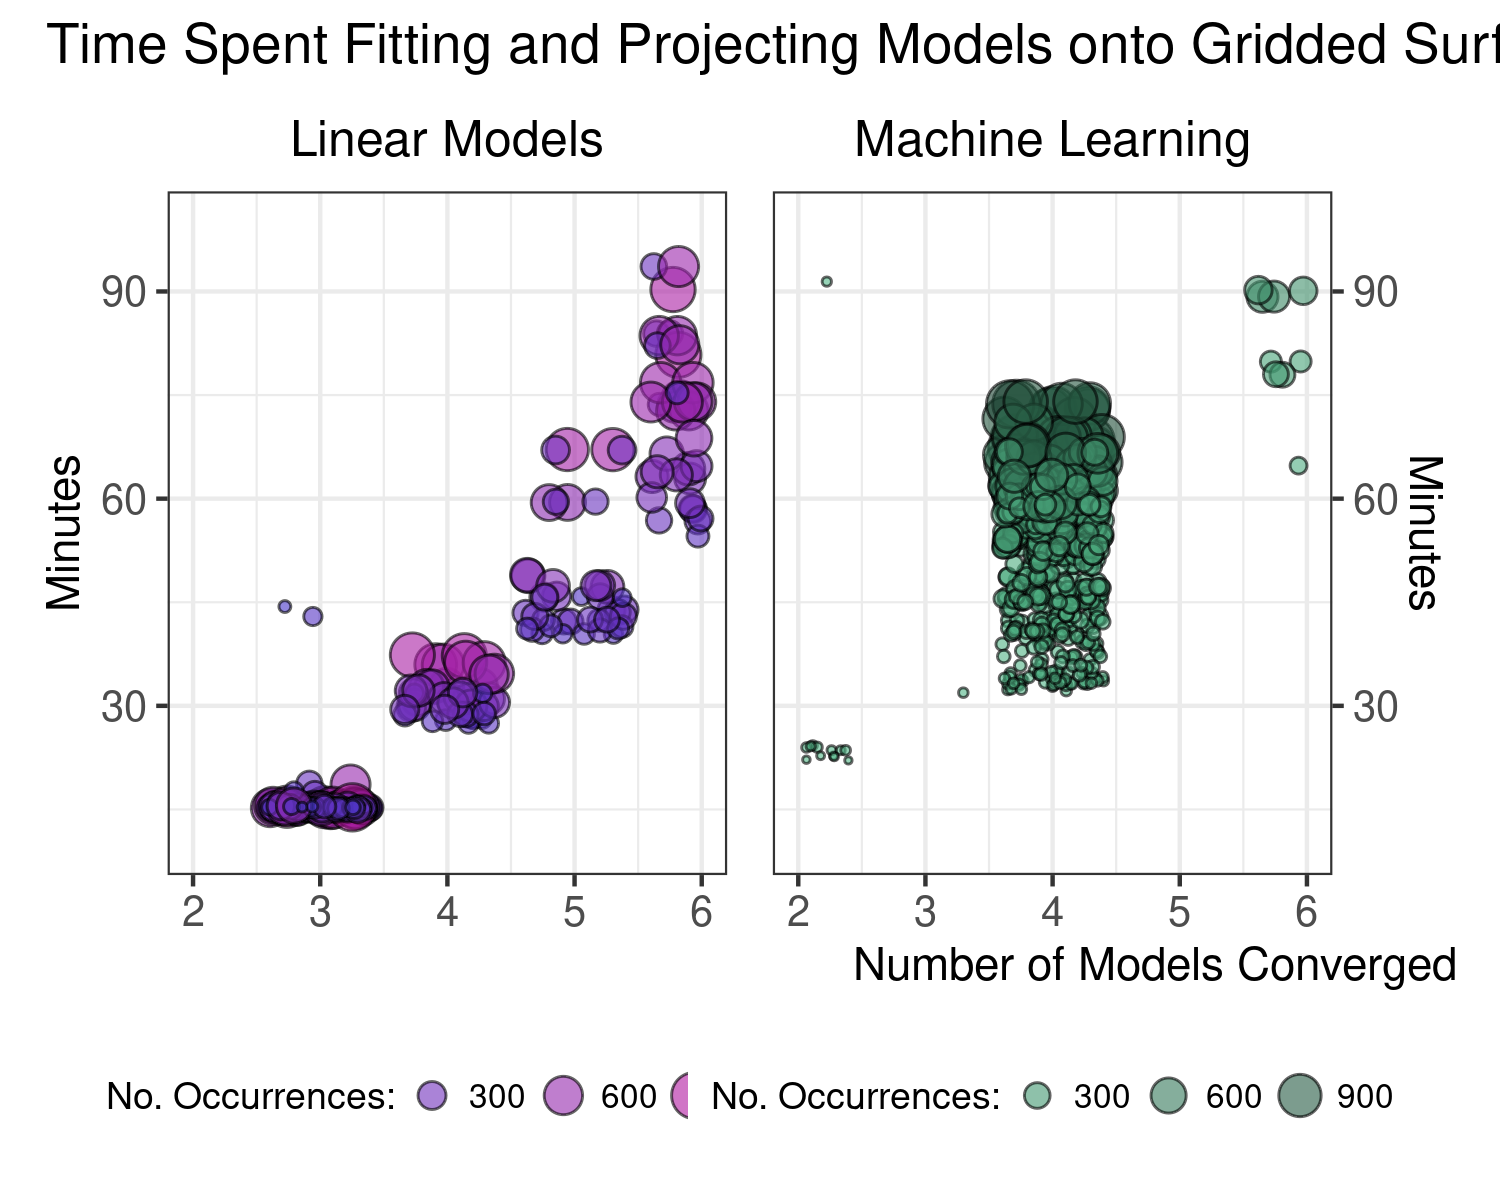 Time Spent Fitting and Projecting Models onto Gridded Surf
Linear Models
Machine Learning
Minutes
90
60
30
2 3 4 5 6
90
60
30
Minutes
2 3 4 5 6
Number of Models Converged
No. Occurrences: 300 600
No. Occurrences: 300 600 900